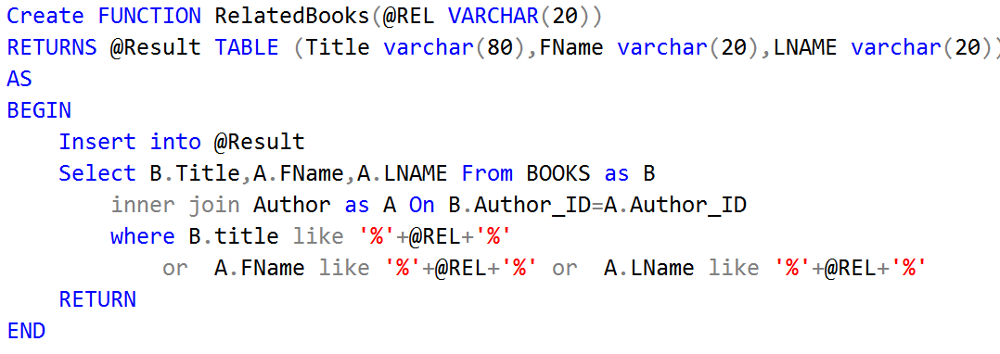 Create FUNCTION RelatedBooks(@REL VARCHAR(20))
RETURNS @Result TABLE (Title varchar(80),FName varchar(20),LNAME varchar(20))
AS
BEGIN
    Insert into @Result
    Select B.Title,A.FName,A.LNAME From BOOKS as B
        inner join Author as A On B.Author_ID=A.Author_ID
        where B.title like '%'+@REL+'%'
            or  A.FName like '%'+@REL+'%' or  A.LName like '%'+@REL+'%'
    RETURN
END